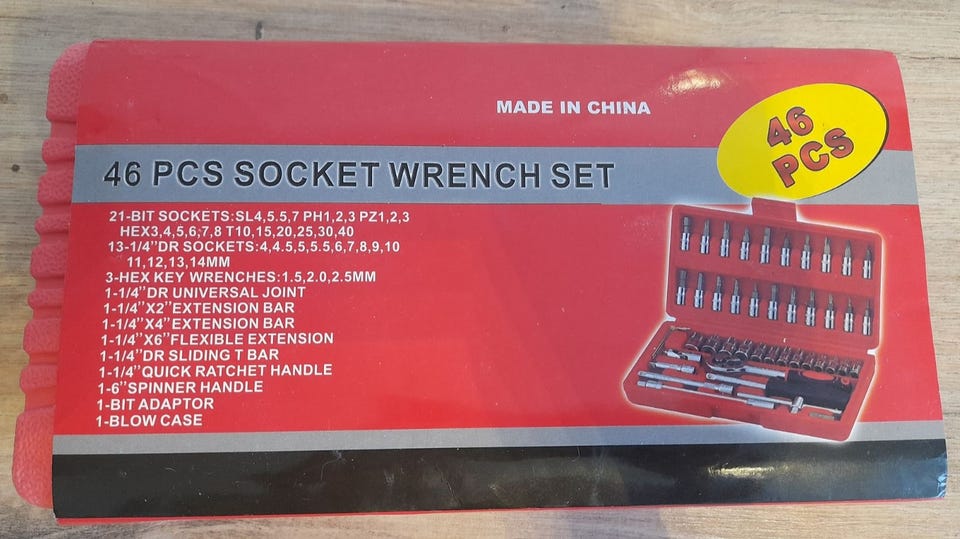 MADE IN CHINA
46
PCS
46 PCS SOCKET WRENCH SET
21-BIT SOCKETS:SL4,5.5,7 PH1,2,3 PZ1,2,3
HEX3,4,5,6,7,8 T10,15,20,25,30,40
13-1/4”DR SOCKETS:4,4.5,5,5.5,6,7,8,9,10
11,12,13,14MM
3-HEX KEY WRENCHES:1.5,2.0,2.5MM
1-1/4”DR UNIVERSAL JOINT
1-1/4”X2”EXTENSION BAR
1-1/4”X4”EXTENSION BAR
1-1/4”X6”FLEXIBLE EXTENSION
1-1/4”DR SLIDING T BAR
1-1/4”QUICK RATCHET HANDLE
1-6”SPINNER HANDLE
1-BIT ADAPTOR
1-BLOW CASE